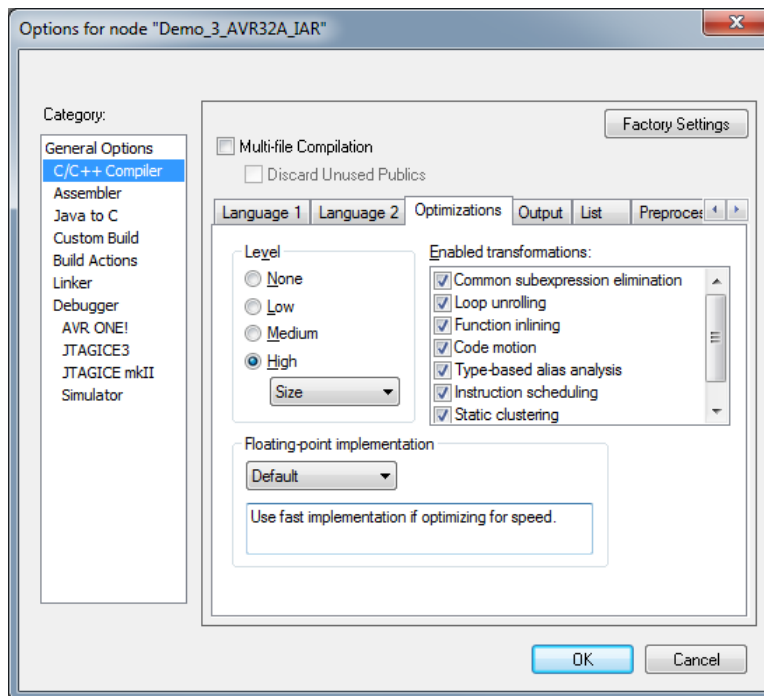 Options for node "Demo_3_AVR32A_IAR"
Category:
General Options
C/C++ Compiler
Assembler
Java to C
Custom Build
Build Actions
Linker
Debugger
AVR ONE!
JTAGICE3
JTAGICE mkII
Simulator
Factory Settings
Multi-file Compilation
Discard Unused Publics
Language 1
Language 2
Optimizations
Output
List
Preproces
Level
None
Low
Medium
High
Size
Enabled transformations:
Common subexpression elimination
Loop unrolling
Function inlining
Code motion
Type-based alias analysis
Instruction scheduling
Static clustering
Floating-point implementation
Default
Use fast implementation if optimizing for speed.
OK
Cancel